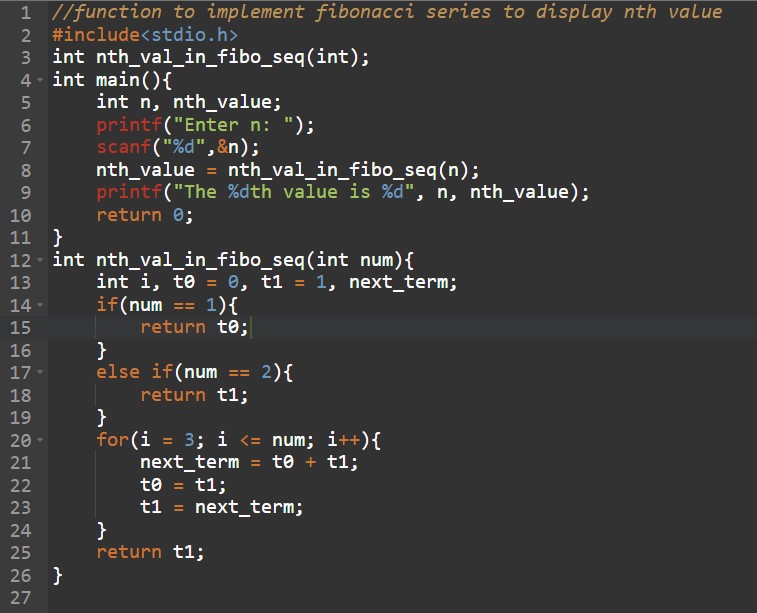 1 //function to implement fibonacci series to display nth value
2 #include<stdio.h>
3 int nth_val_in_fibo_seq(int);
4 int main(){
5     int n, nth_value;
6     printf("Enter n: ");
7     scanf("%d",&n);
8     nth_value = nth_val_in_fibo_seq(n);
9     printf("The %dth value is %d", n, nth_value);
10     return 0;
11 }
12 int nth_val_in_fibo_seq(int num){
13     int i, t0 = 0, t1 = 1, next_term;
14     if(num == 1){
15         return t0;
16     }
17     else if(num == 2){
18         return t1;
19     }
20     for(i = 3; i <= num; i++){
21         next_term = t0 + t1;
22         t0 = t1;
23         t1 = next_term;
24     }
25     return t1;
26 }
27